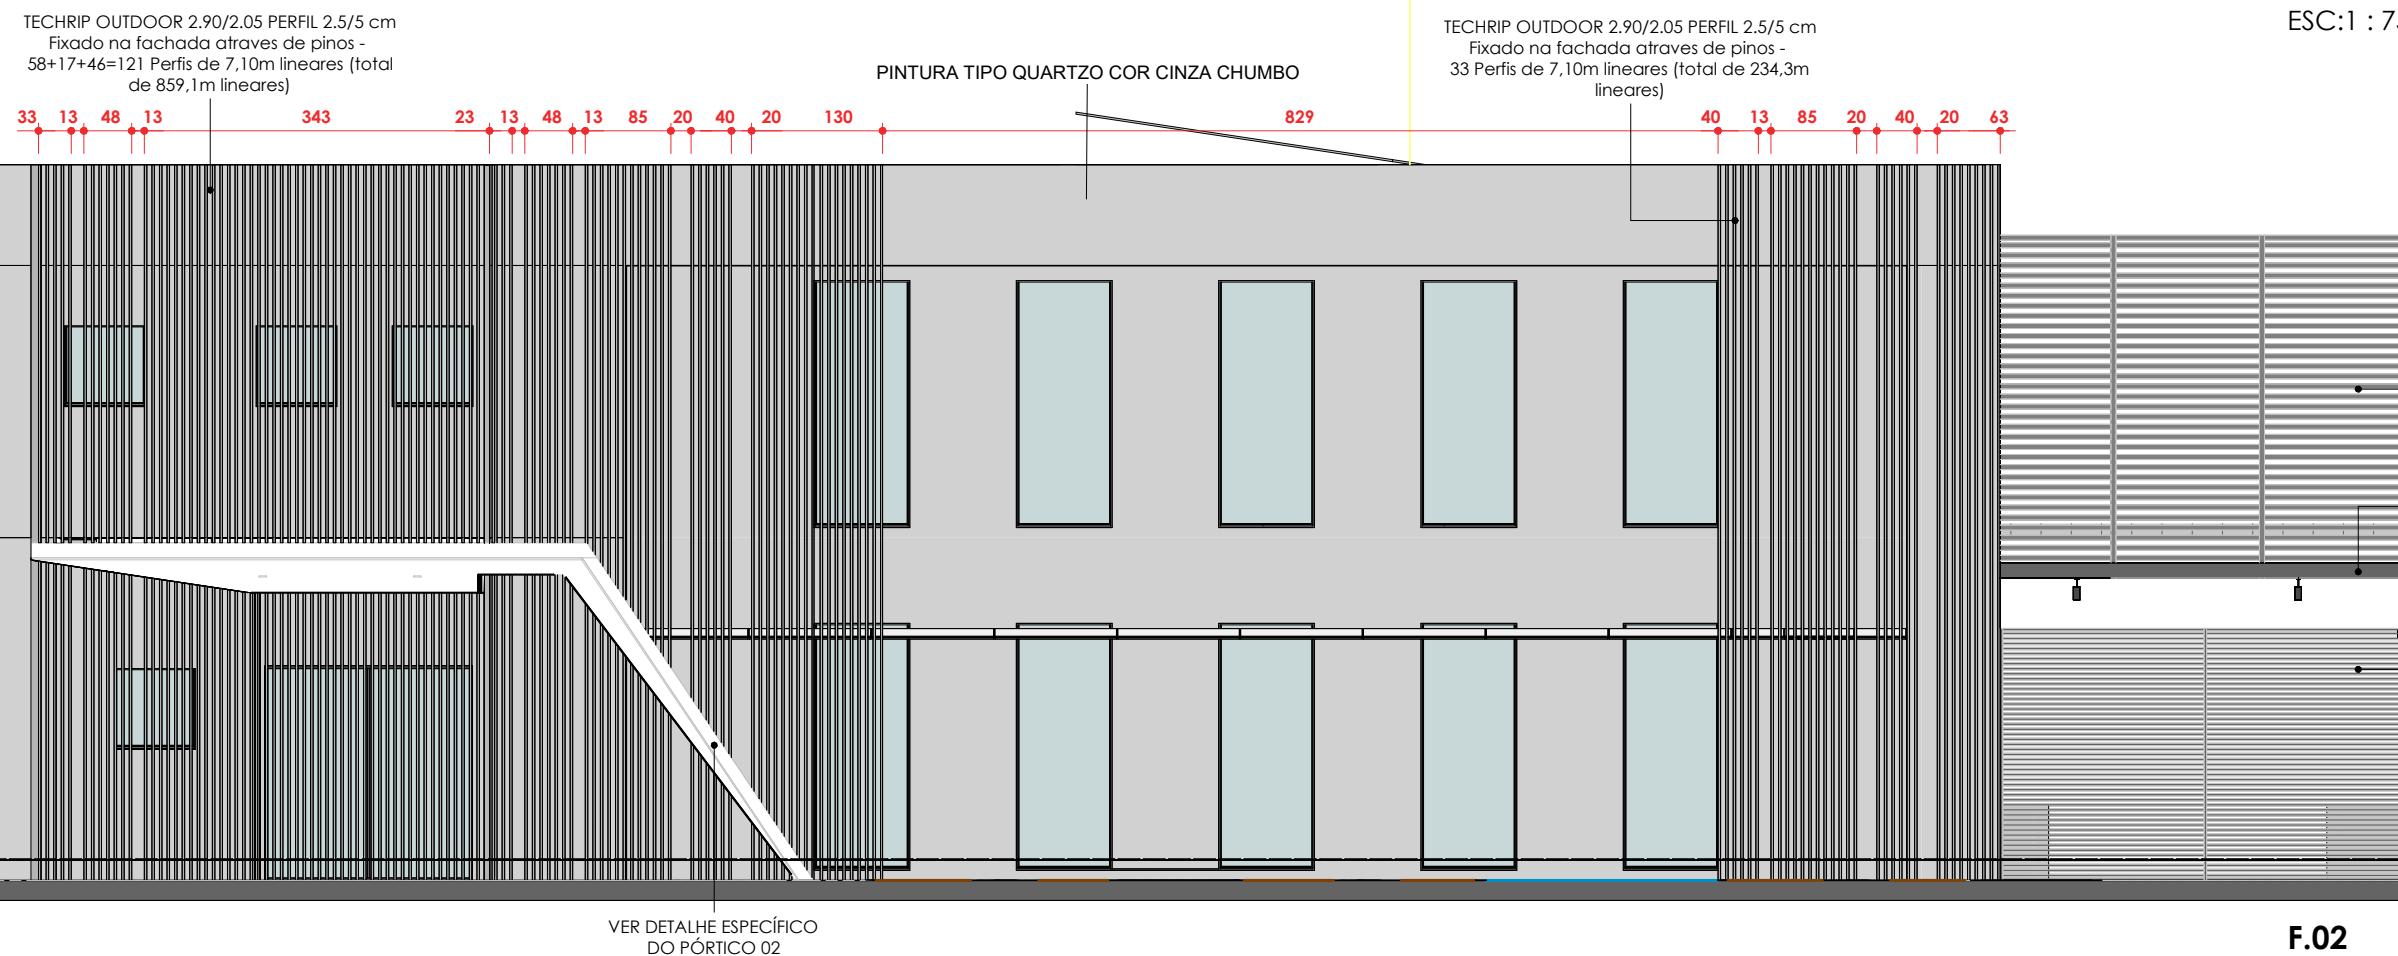 TECHRIP OUTDOOR 2.90/2.05 PERFIL 2.5/5 cm
Fixado na fachada atraves de pinos -
58+17+46=121 Perfis de 7,10m lineares (total
de 859,1m lineares)
PINTURA TIPO QUARTZO COR CINZA CHUMBO
TECHRIP OUTDOOR 2.90/2.05 PERFIL 2.5/5 cm
Fixado na fachada atraves de pinos -
33 Perfis de 7,10m lineares (total de 234,3m
lineares)
ESC:1 : 7
33 13 48 13 343 23 13 48 13 85 20 40 20 130 829 40 13 85 20 40 20 63
VER DETALHE ESPECÍFICO
DO PÓRTICO 02
F.02